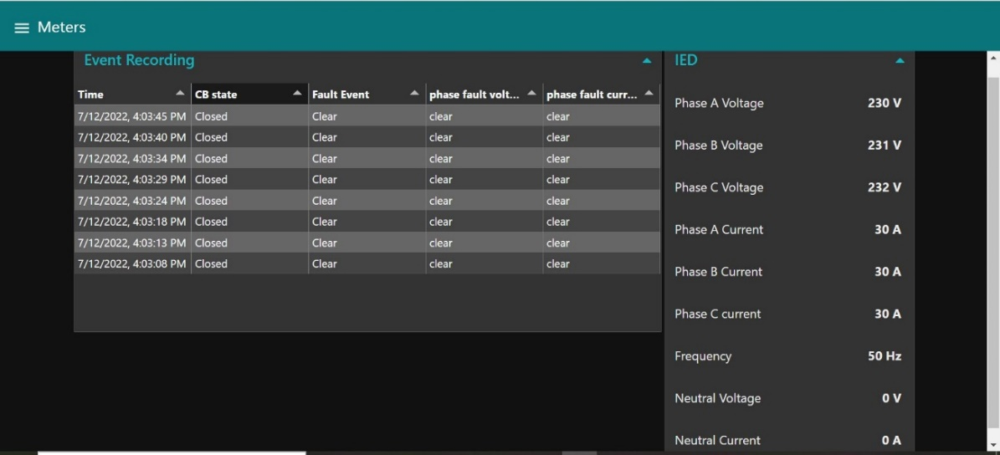 Meters
Event Recording
Time CB state Fault Event phase fault volt... phase fault curr...
7/12/2022, 4:03:45 PM Closed Clear clear clear
7/12/2022, 4:03:40 PM Closed Clear clear clear
7/12/2022, 4:03:34 PM Closed Clear clear clear
7/12/2022, 4:03:29 PM Closed Clear clear clear
7/12/2022, 4:03:24 PM Closed Clear clear clear
7/12/2022, 4:03:18 PM Closed Clear clear clear
7/12/2022, 4:03:13 PM Closed Clear clear clear
7/12/2022, 4:03:08 PM Closed Clear clear clear
IED
Phase A Voltage 230 V
Phase B Voltage 231 V
Phase C Voltage 232 V
Phase A Current 30 A
Phase B Current 30 A
Phase C current 30 A
Frequency 50 Hz
Neutral Voltage 0 V
Neutral Current 0 A